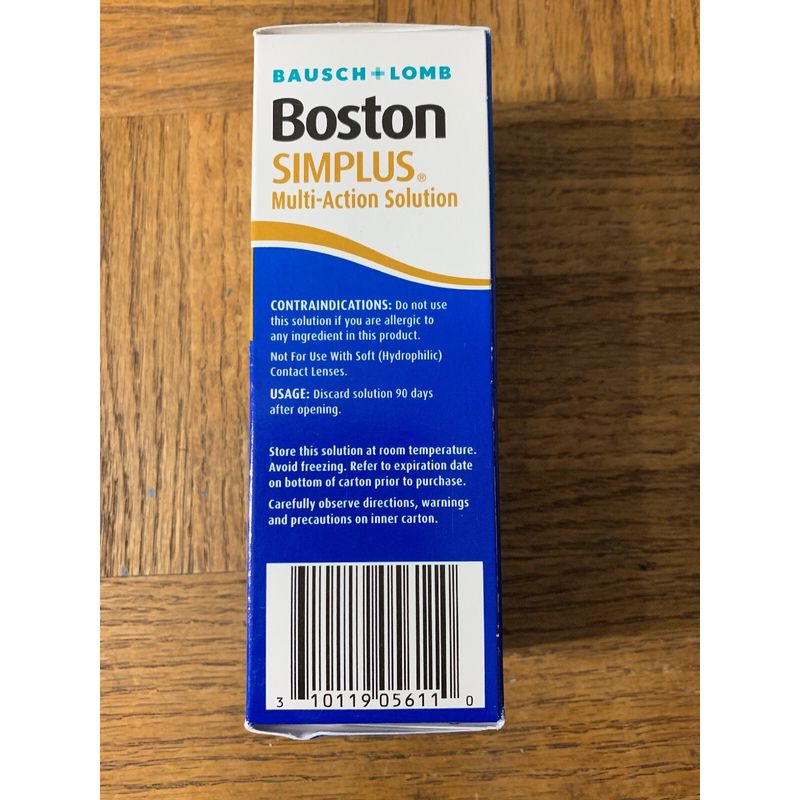 BAUSCH + LOMB
Boston
SIMPLUS®
Multi-Action Solution
CONTRAINDICATIONS: Do not use
this solution if you are allergic to
any ingredient in this product.
Not For Use With Soft (Hydrophilic)
Contact Lenses.
USAGE: Discard solution 90 days
after opening.
Store this solution at room temperature.
Avoid freezing. Refer to expiration date
on bottom of carton prior to purchase.
Carefully observe directions, warnings
and precautions on inner carton.
3 10119 05611 0